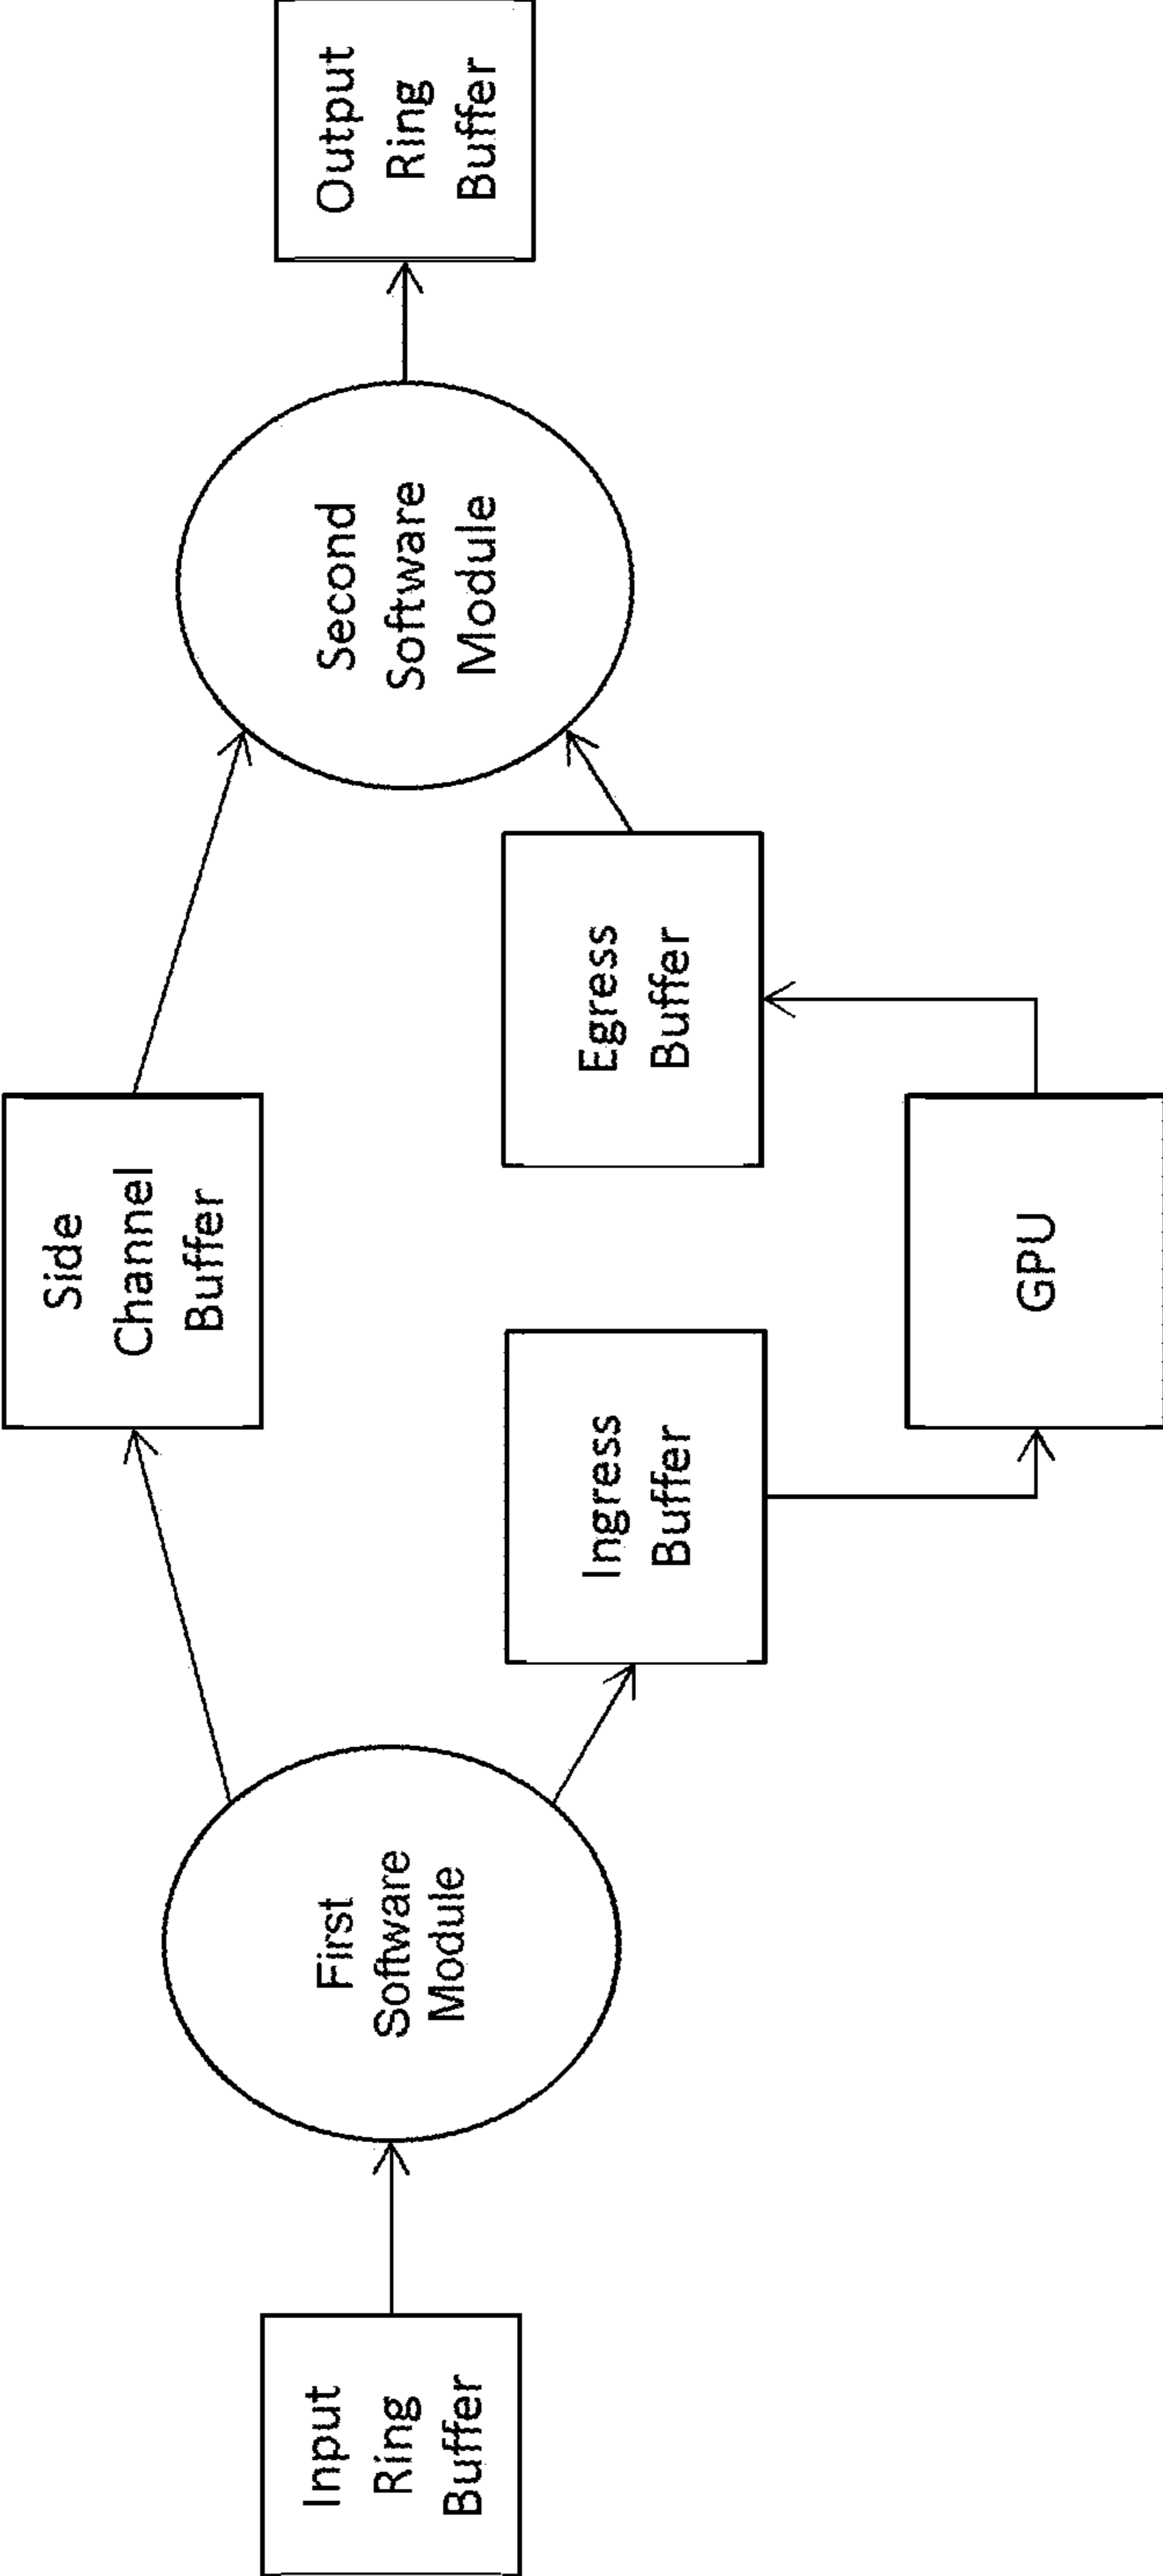 Input
Ring
Buffer
First
Software
Module
Side
Channel
Buffer
Ingress
Buffer
GPU
Egress
Buffer
Second
Software
Module
Output
Ring
Buffer